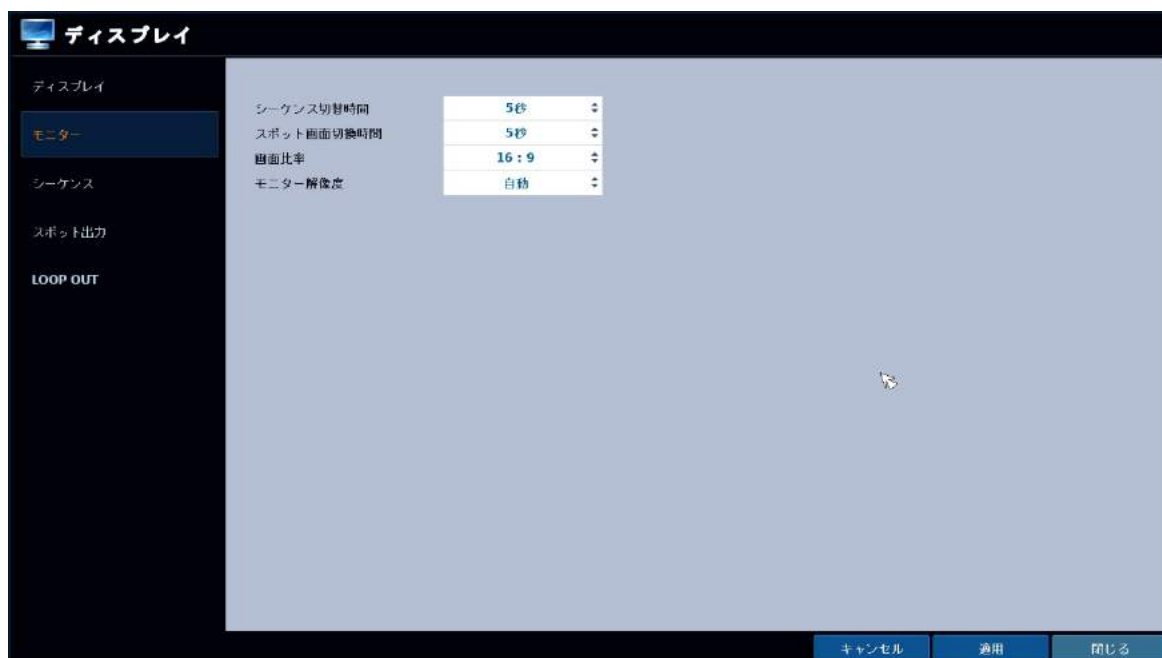 ディスプレイ
ディスプレイ
モニター
シーケンス
スポット出力
LOOP OUT
シーケンス切替時間 5秒
スポット画面切換時間 5秒
画面比率 16 : 9
モニター解像度 自動
キャンセル 適用 閉じる